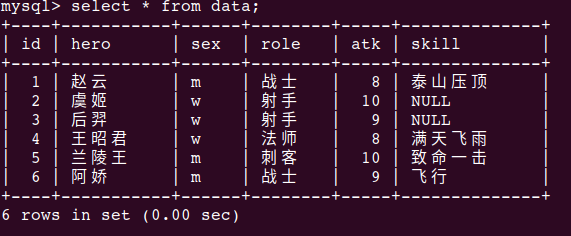 mysql> select * from data;
+----+-----------+------+--------+-----+--------------+
| id | hero | sex | role | atk | skill |
+----+-----------+------+--------+-----+--------------+
| 1 | 赵云 | m | 战士 | 8 | 泰山压顶 |
| 2 | 虞姬 | w | 射手 | 10 | NULL |
| 3 | 后羿 | w | 射手 | 9 | NULL |
| 4 | 王昭君 | w | 法师 | 8 | 满天飞雨 |
| 5 | 兰陵王 | m | 刺客 | 10 | 致命一击 |
| 6 | 阿娇 | m | 战士 | 9 | 飞行 |
+----+-----------+------+--------+-----+--------------+
6 rows in set (0.00 sec)